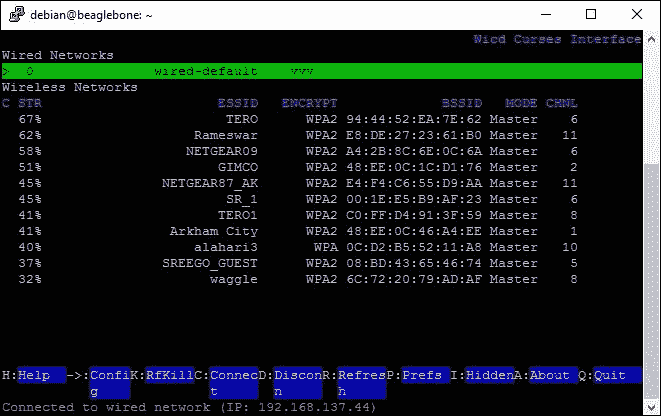 debian@beaglebone: ~
Wicd Curses Interface
Wired Networks
> 0 wired-default vvv
Wireless Networks
C STR ESSID ENCRYPT BSSID MODE CHNL
67% TERO WPA2 94:44:52:EA:7E:62 Master 6
62% Rameswar WPA2 E8:DE:27:23:61:B0 Master 11
58% NETGEAR09 WPA2 A4:2B:8C:6E:0C:6A Master 6
51% GIMCO WPA2 48:EE:0C:1C:D1:76 Master 2
45% NETGEAR87_AK WPA2 E4:F4:C6:55:D9:AA Master 11
45% SR_1 WPA2 00:1E:E5:B9:AF:23 Master 6
41% TERO1 WPA2 C0:FF:D4:91:3F:59 Master 8
41% Arkham City WPA2 48:EE:0C:46:A4:EE Master 1
40% alahari3 WPA 0C:D2:B5:52:11:A8 Master 10
37% SREEGO_GUEST WPA2 08:BD:43:65:46:74 Master 5
32% waggle WPA2 6C:72:20:79:AD:AF Master 8
H:Help ->:Confi K:RfKill C:Connec D:Discon R:Refres P:Prefs I:Hidden A:About Q:Quit
g t n h
Connected to wired network (IP: 192.168.137.44)